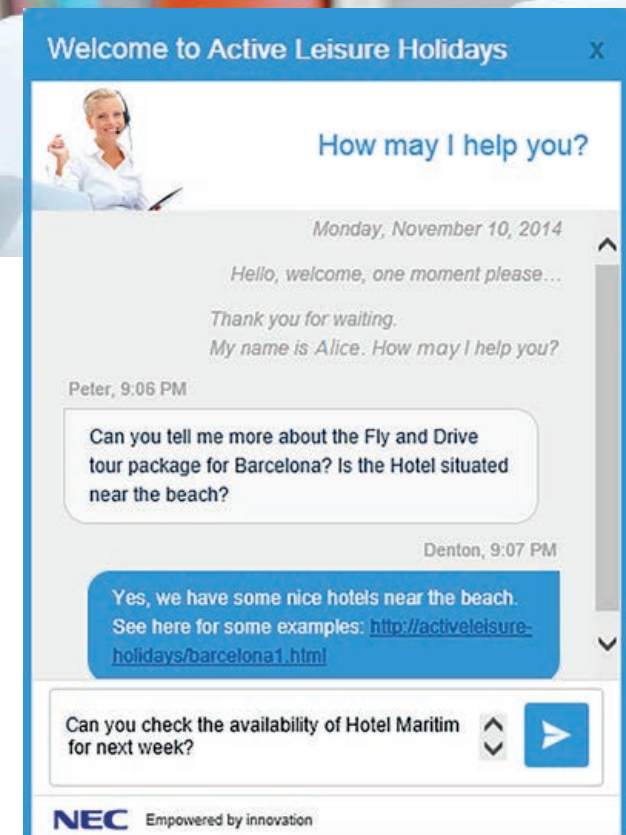 Welcome to Active Leisure Holidays x
How may I help you?
Monday, November 10, 2014
Hello, welcome, one moment please...
Thank you for waiting.
My name is Alice. How may I help you?
Peter, 9:06 PM
Can you tell me more about the Fly and Drive
tour package for Barcelona? Is the Hotel situated
near the beach?
Denton, 9:07 PM
Yes, we have some nice hotels near the beach.
See here for some examples: http://activeleisure-
holidays/barcelona1.html
Can you check the availability of Hotel Maritim
for next week?
NEC Empowered by innovation